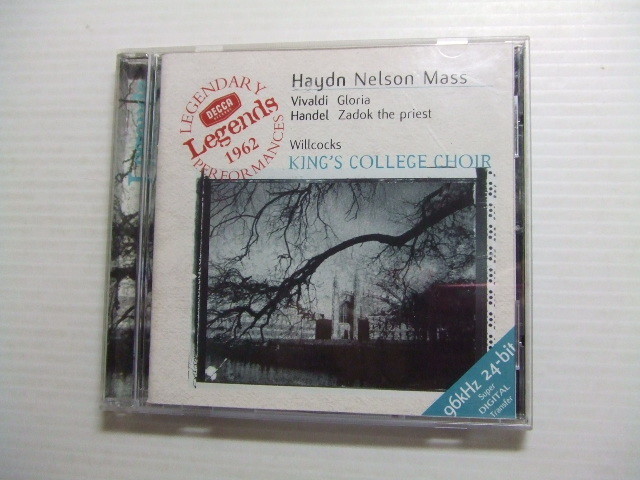 LEGENDARY
DECCA
Legends
1962
PERFORMANCES
Haydn Nelson Mass
Vivaldi Gloria
Handel Zadok the priest
Willcocks
KING'S COLLEGE CHOIR
96kHz 24-bit
Super
DIGITAL
Transfer